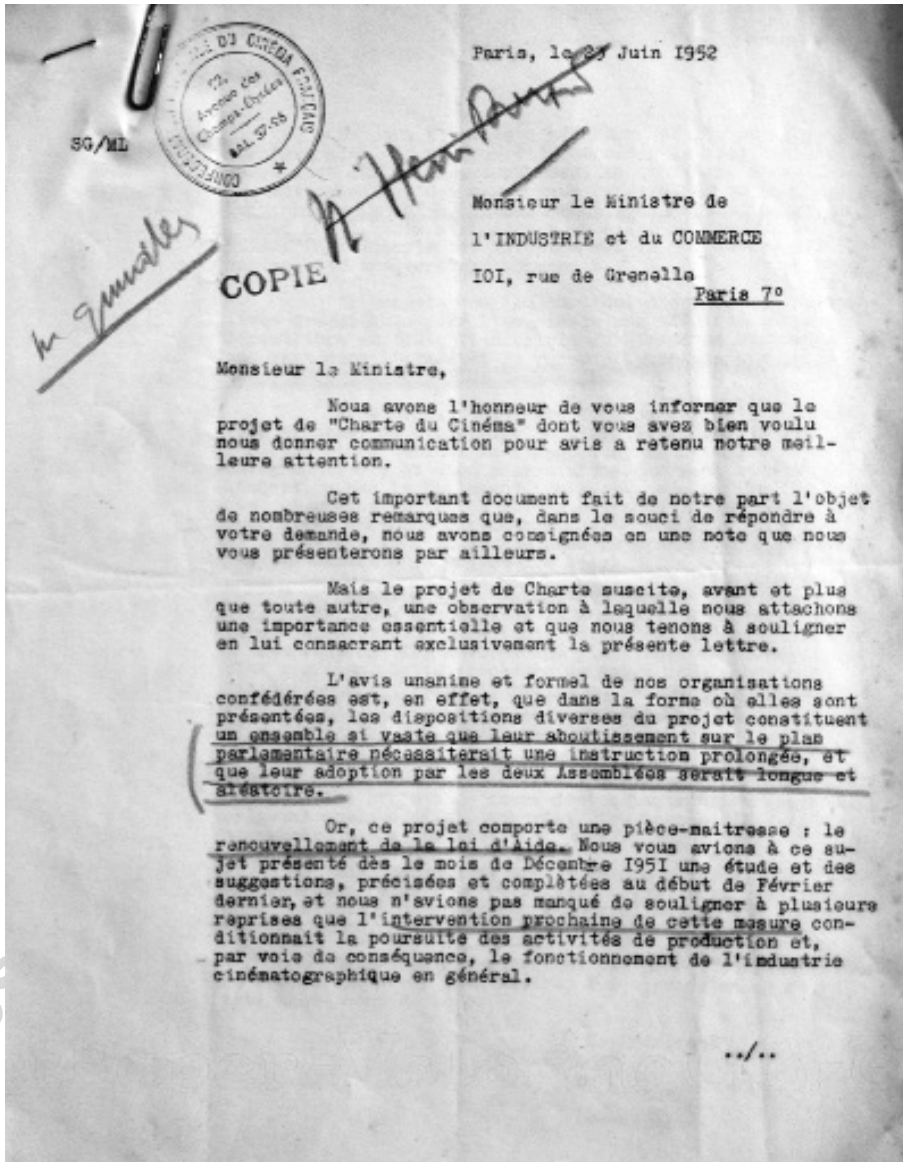 Paris, le 23 Juin I952
CONFEDERATION NATIONALE DU CINÉMA FRANÇAIS
92,
Avenue des
Champs-Elysées
BAL. 37-96
SG/ML
M. Henri
Monsieur le Ministre de
l'INDUSTRIE et du COMMERCE
IOI, rue de Grenelle
Paris 7°
COPIE
M
Monsieur le Ministre,
Nous avons l'honneur de vous informer que le
projet de "Charte du Cinéma" dont vous avez bien voulu
nous donner communication pour avis a retenu notre meil-
leure attention.
Cet important document fait de notre part l'objet
de nombreuses remarques que, dans le souci de répondre à
votre demande, nous avons consignées en une note que nous
vous présenterons par ailleurs.
Mais le projet de Charte suscite, avant et plus
que toute autre, une observation à laquelle nous attachons
une importance essentielle et que nous tenons à souligner
en lui consacrant exclusivement la présente lettre.
L'avis unanime et formel de nos organisations
confédérées est, en effet, que dans la forme où elles sont
présentées, les dispositions diverses du projet constituent
un ensemble si vaste que leur aboutissement sur le plan
parlementaire nécessiterait une instruction prolongée, et
que leur adoption par les deux Assemblées serait longue et
aléatoire.
Or, ce projet comporte une pièce-maitresse : le
renouvellement de la loi d'Aide. Nous vous avions à ce su-
jet présenté dès le mois de Décembre I95I une étude et des
suggestions, précisées et complètées au début de Février
dernier, et nous n'avions pas manqué de souligner à plusieurs
reprises que l'intervention prochaine de cette mesure con-
ditionnait la poursuite des activités de production et,
par voie de conséquence, le fonctionnement de l'industrie
cinématographique en général.
../..